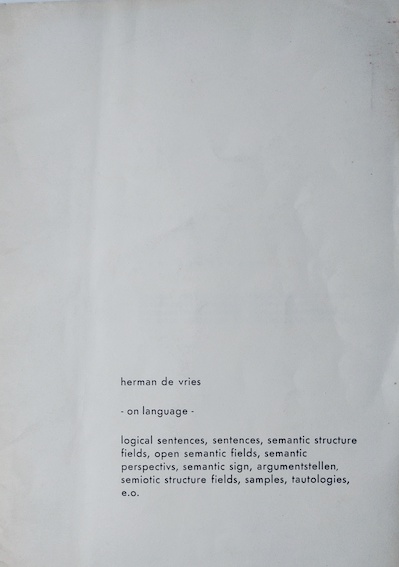 herman de vries
- on language -
logical sentences, sentences, semantic structure
fields, open semantic fields, semantic
perspectivs, semantic sign, argumentstellen,
semiotic structure fields, samples, tautologies,
e.o.